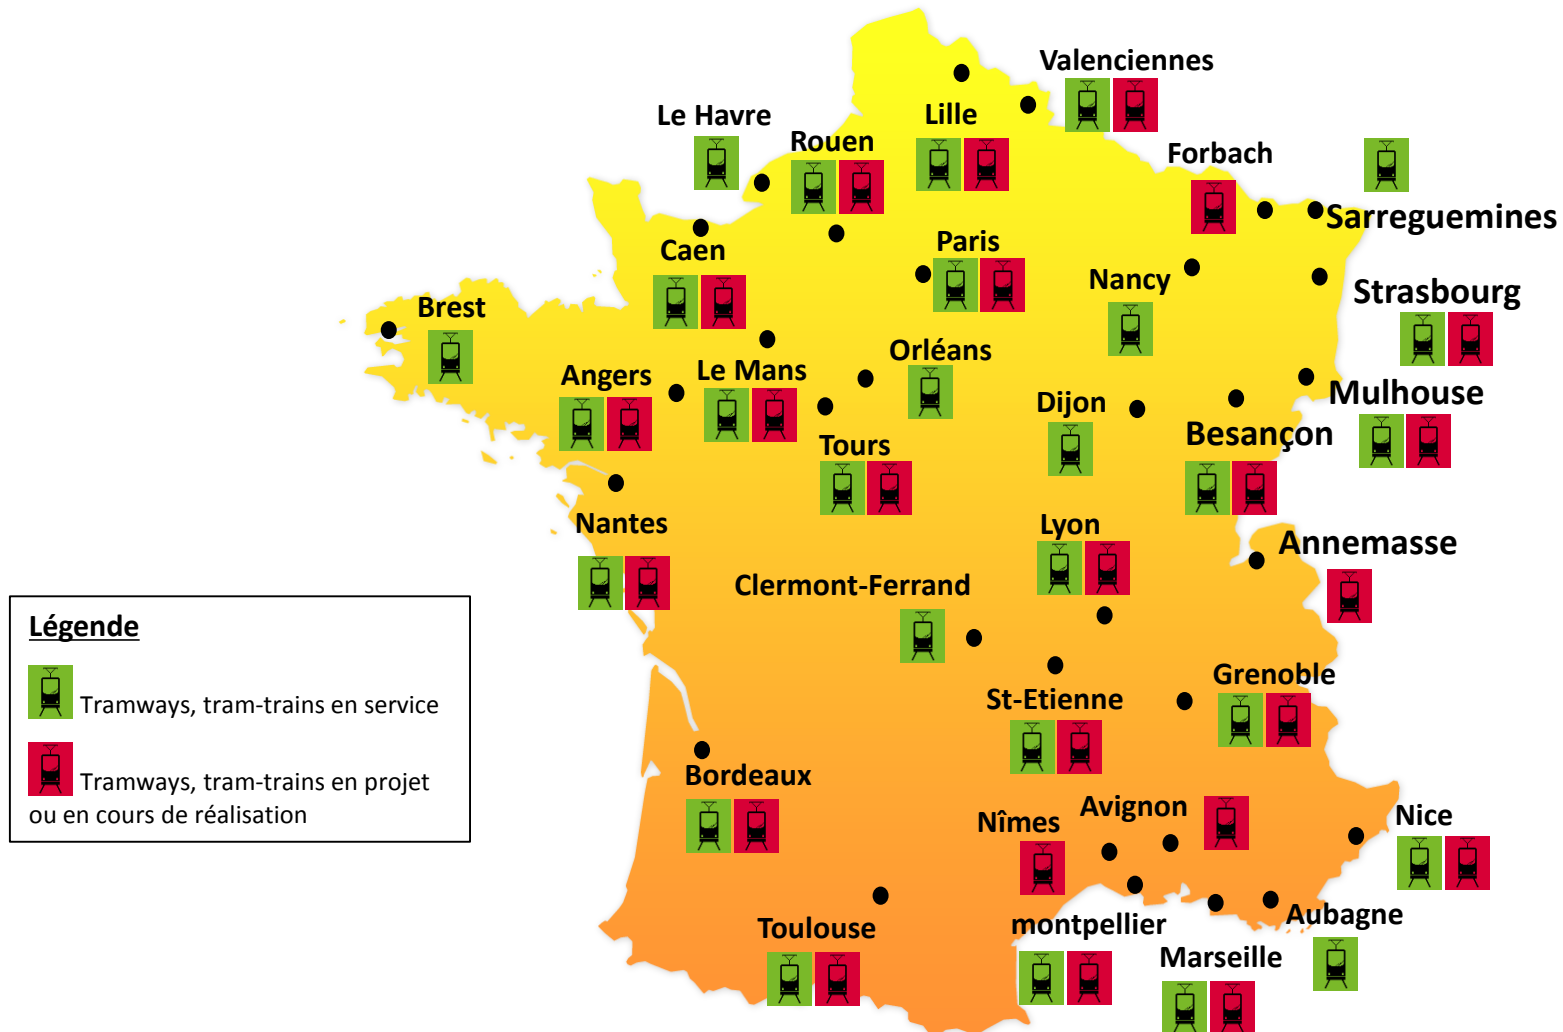 Valenciennes
Le Havre
Lille
Rouen
Forbach
Sarreguemines
Paris
Caen
Nancy
Strasbourg
Brest
Orléans
Angers
Le Mans
Dijon
Mulhouse
Besançon
Tours
Nantes
Lyon
Annemasse
Clermont-Ferrand
Légende
Tramways, tram-trains en service
Tramways, tram-trains en projet
ou en cours de réalisation
Grenoble
St-Etienne
Bordeaux
Avignon
Nîmes
Nice
Aubagne
Toulouse
montpellier
Marseille